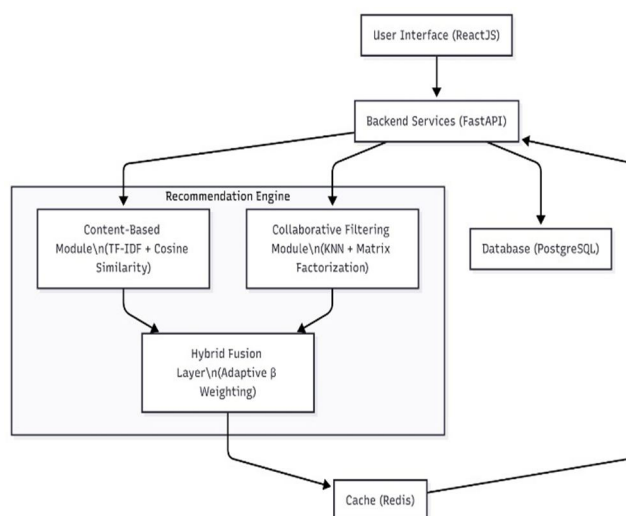 User Interface (ReactJS)
Backend Services (FastAPI)
Recommendation Engine
Content-Based
Module\n(TF-IDF + Cosine
Similarity)
Collaborative Filtering
Module\n(KNN + Matrix
Factorization)
Database (PostgreSQL)
Hybrid Fusion
Layer\n(Adaptive β
Weighting)
Cache (Redis)